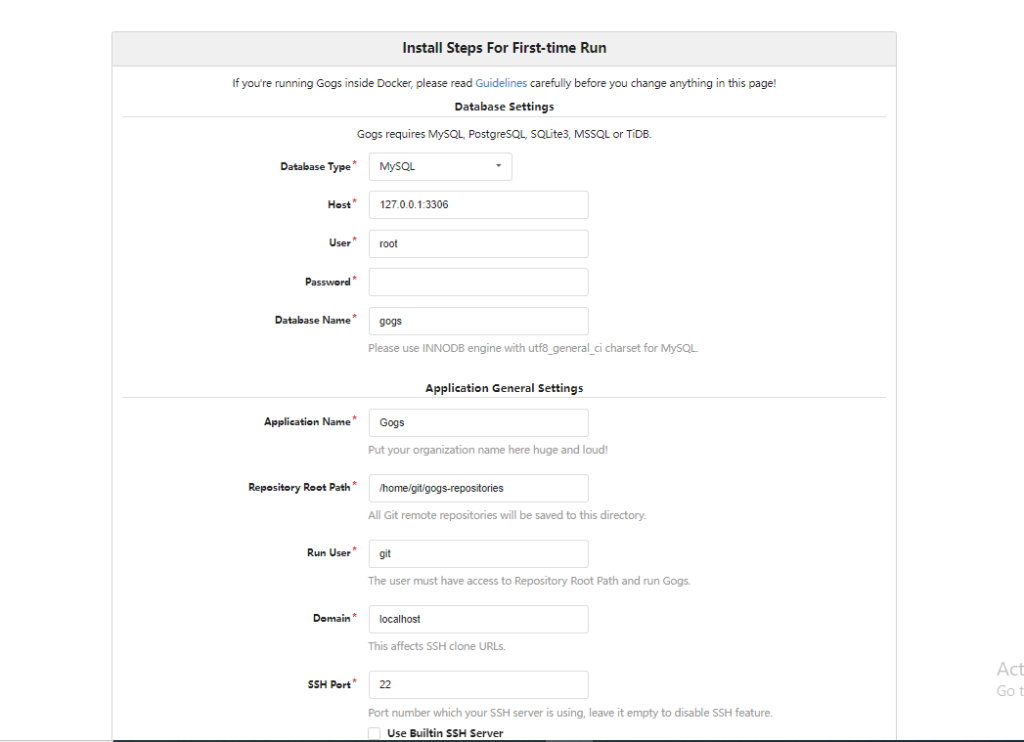 Install Steps For First-time Run
If you're running Gogs inside Docker, please read Guidelines carefully before you change anything in this page!
Database Settings
Gogs requires MySQL, PostgreSQL, SQLite3, MSSQL or TiDB.
Database Type* MySQL
Host* 127.0.0.1:3306
User* root
Password*
Database Name* gogs
Please use INNODB engine with utf8_general_ci charset for MySQL.
Application General Settings
Application Name* Gogs
Put your organization name here huge and loud!
Repository Root Path* /home/git/gogs-repositories
All Git remote repositories will be saved to this directory.
Run User* git
The user must have access to Repository Root Path and run Gogs.
Domain* localhost
This affects SSH clone URLs.
Act
Go t
SSH Port* 22
Port number which your SSH server is using, leave it empty to disable SSH feature.
Use Builtin SSH Server